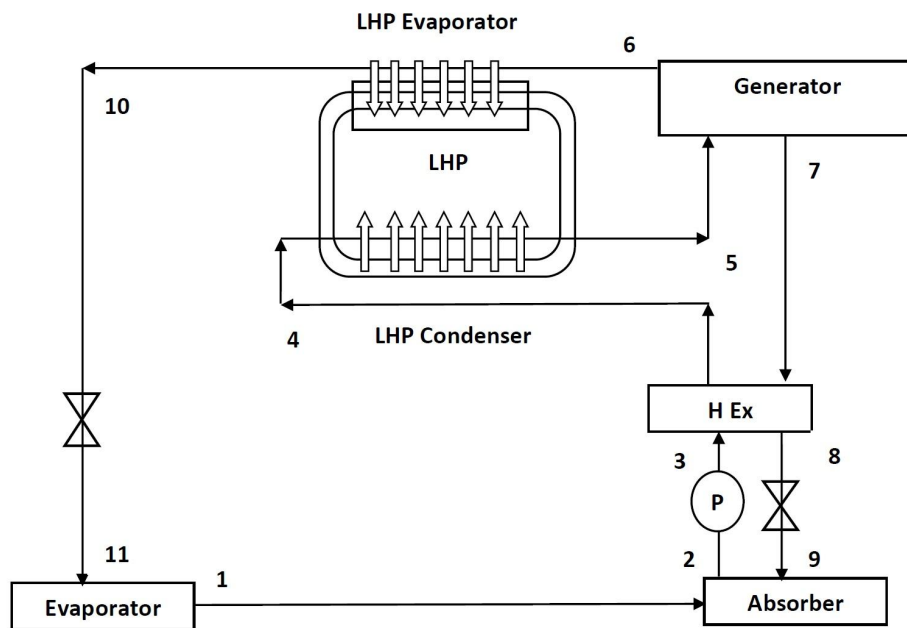 LHP Evaporator
6
Generator
10
LHP
7
5
4
LHP Condenser
H Ex
3
8
P
11
2
9
1
Evaporator
Absorber